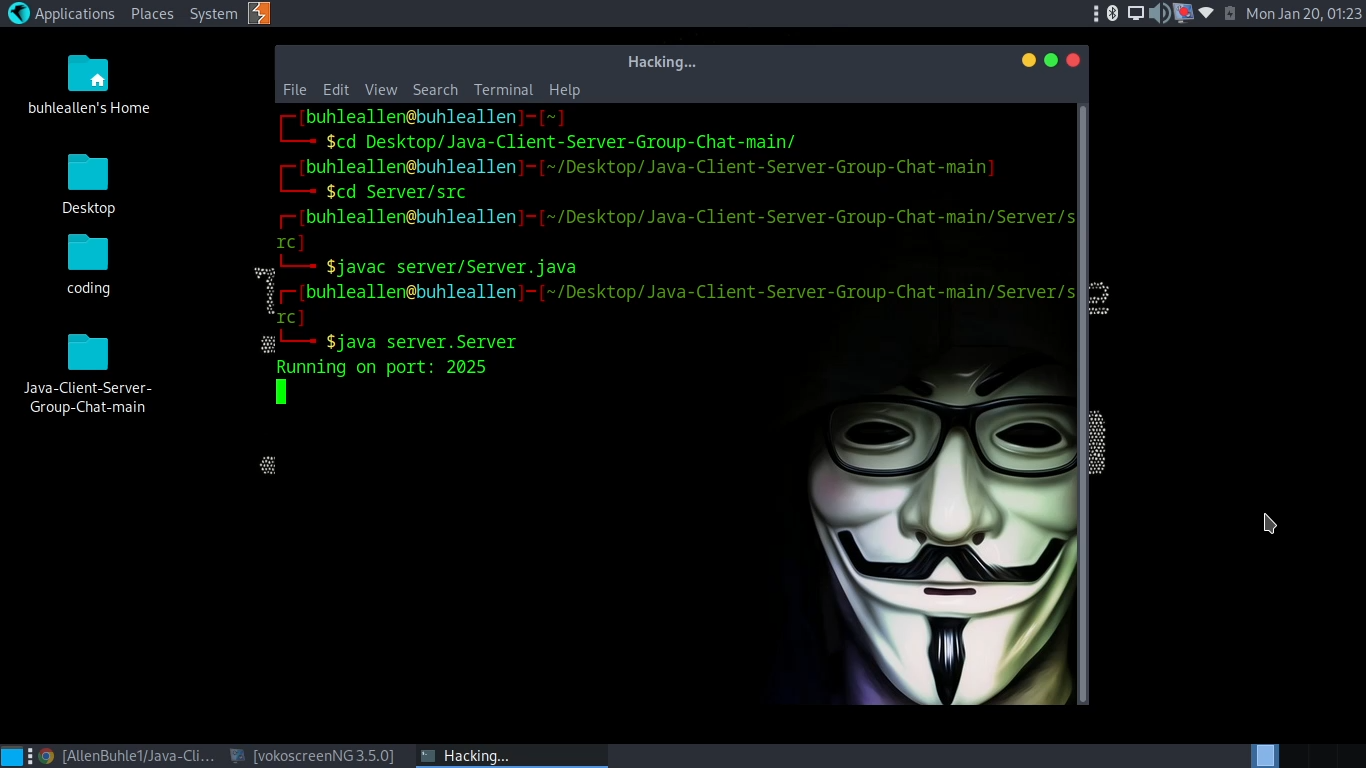 Applications Places System Mon Jan 20, 01:23
Hacking...
File Edit View Search Terminal Help
buhleallen's Home
Desktop
coding
Java-Client-Server-
Group-Chat-main
┌─[buhleallen@buhleallen]─[~]
└──╼ $cd Desktop/Java-Client-Server-Group-Chat-main/
┌─[buhleallen@buhleallen]─[~/Desktop/Java-Client-Server-Group-Chat-main]
└──╼ $cd Server/src
┌─[buhleallen@buhleallen]─[~/Desktop/Java-Client-Server-Group-Chat-main/Server/s
rc]
└──╼ $javac server/Server.java
┌─[buhleallen@buhleallen]─[~/Desktop/Java-Client-Server-Group-Chat-main/Server/s
rc]
└──╼ $java server.Server
Running on port: 2025
[AllenBuhle1/Java-Cli... [vokoscreenNG 3.5.0] Hacking...